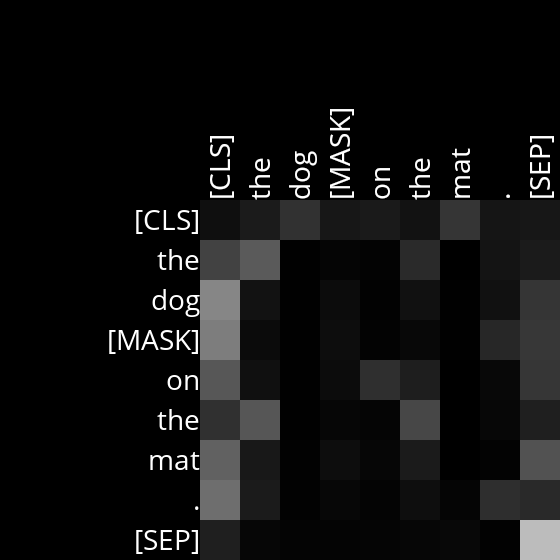 [CLS] the dog [MASK] on the mat . [SEP]
[CLS]
the
dog
[MASK]
on
the
mat
.
[SEP]